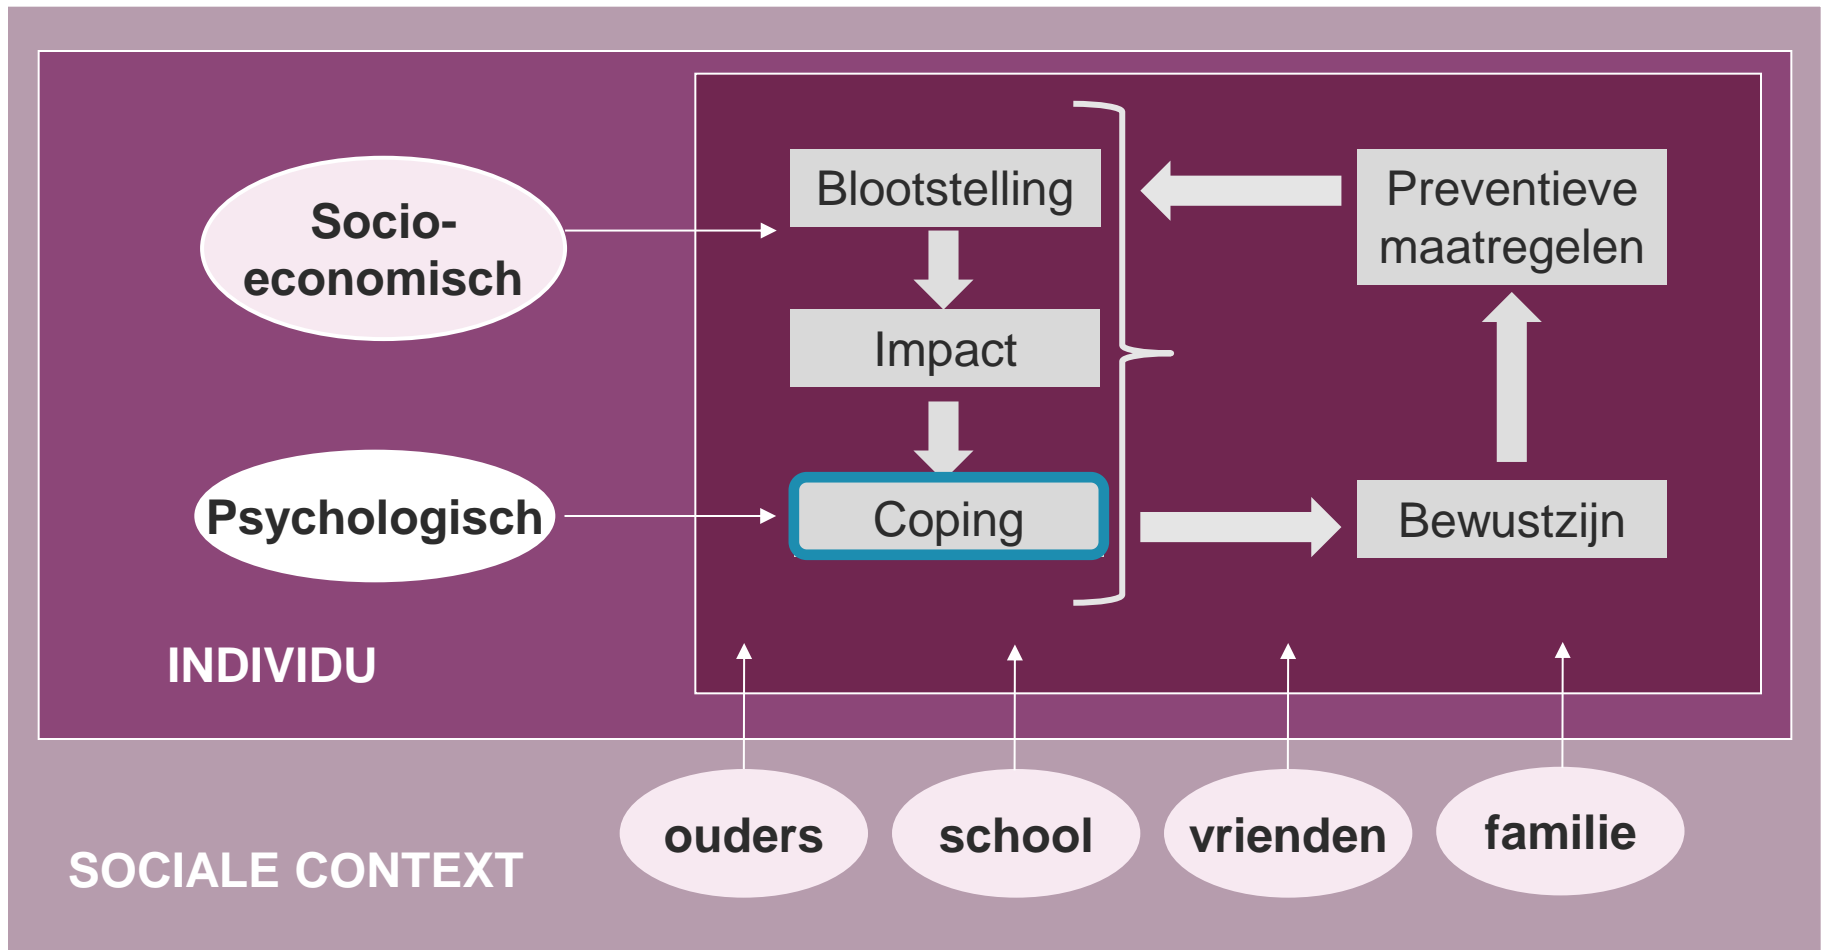 Socio-
economisch
Psychologisch
INDIVIDU
Blootstelling
Impact
Coping
Preventieve
maatregelen
Bewustzijn
ouders
school
vrienden
familie
SOCIALE CONTEXT